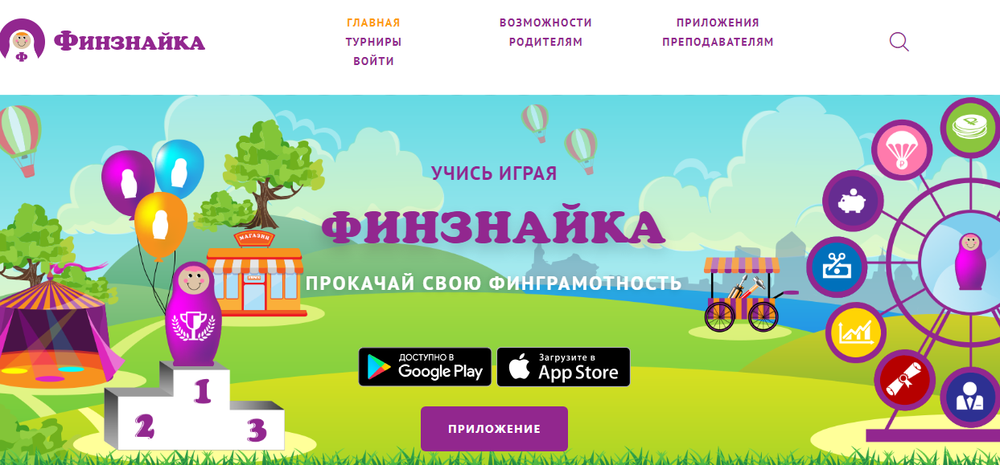 Ф
ФИНЗНАЙКА
ГЛАВНАЯ
ВОЗМОЖНОСТИ
ПРИЛОЖЕНИЯ
ТУРНИРЫ
РОДИТЕЛЯМ
ПРЕПОДАВАТЕЛЯМ
ВОЙТИ
УЧИСЬ ИГРАЯ
ФИНЗНАЙКА
МАГАЗИН
ПРОКАЧАЙ СВОЮ ФИНГРАМОТНОСТЬ
ДОСТУПНО В
Google Play
Загрузите в
App Store
1
2
3
ПРИЛОЖЕНИЕ